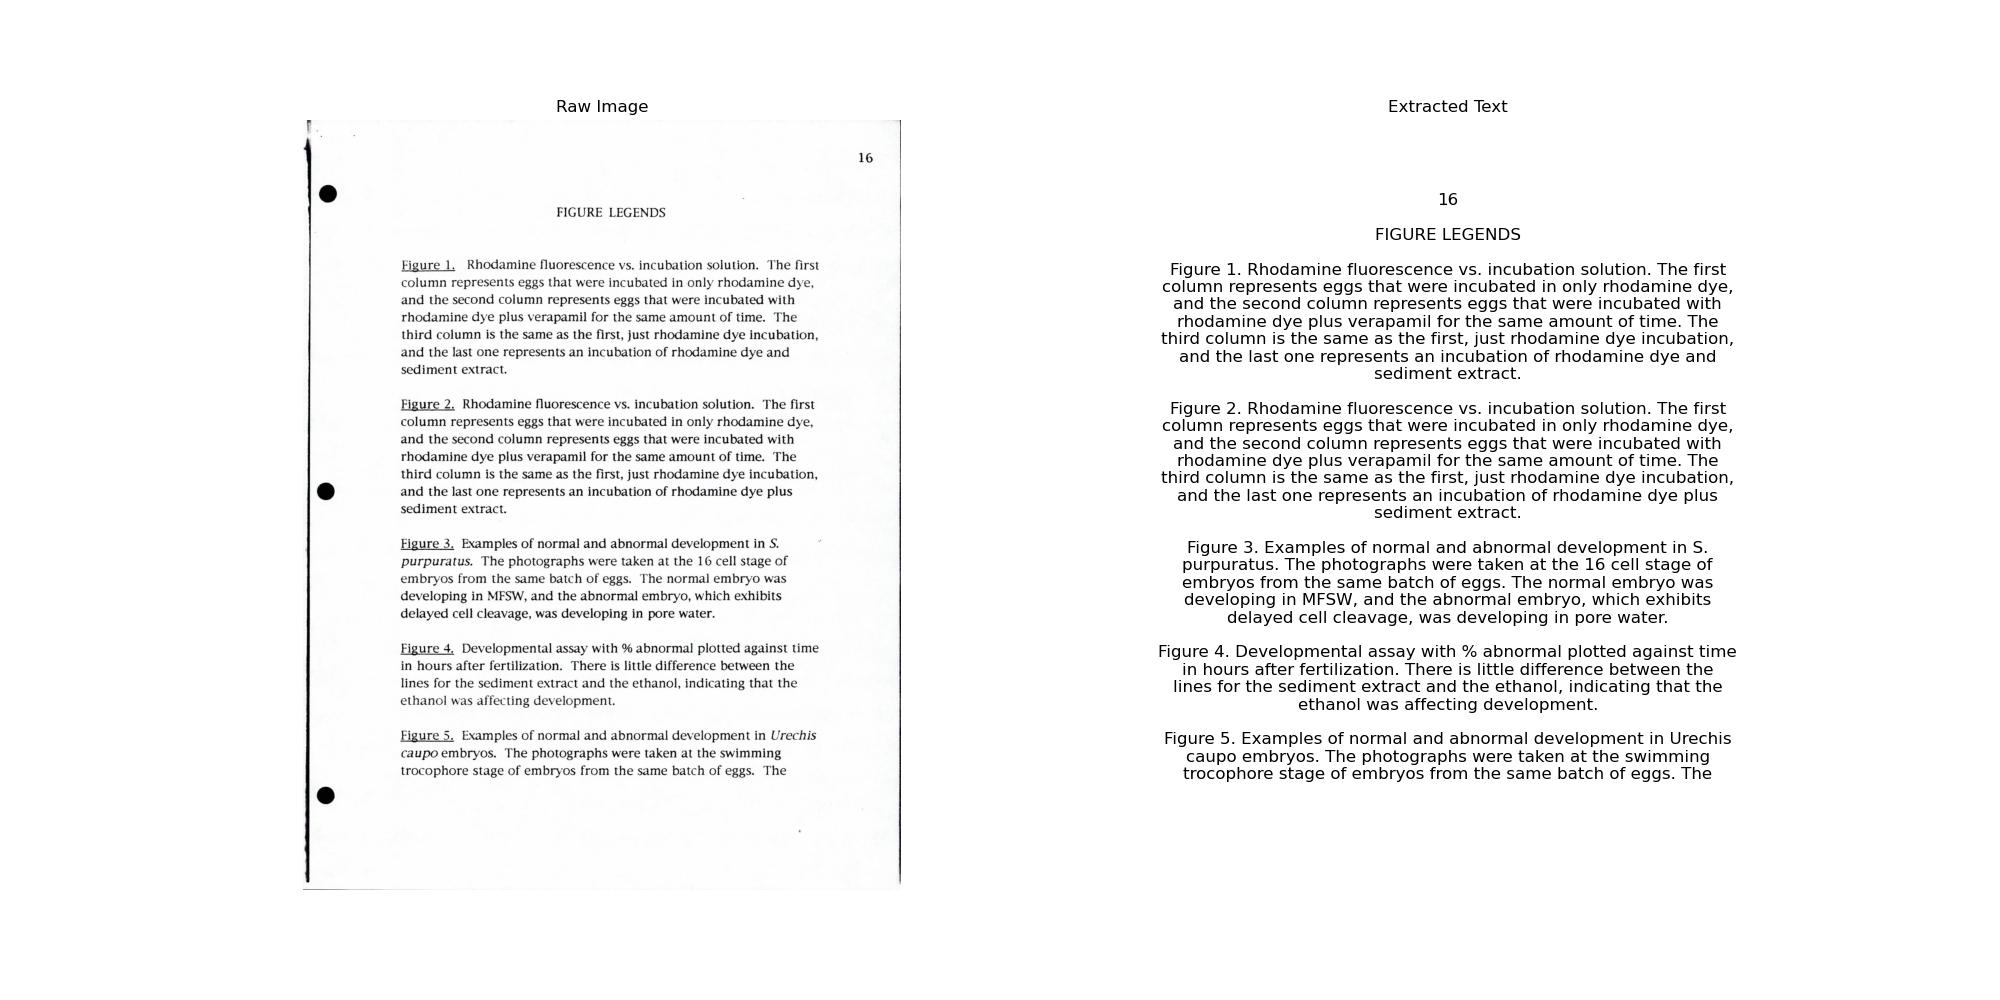 Raw Image
16
FIGURE LEGENDS
Figure 1. Rhodamine fluorescence vs. incubation solution. The first
column represents eggs that were incubated in only rhodamine dye,
and the second column represents eggs that were incubated with
rhodamine dye plus verapamil for the same amount of time. The
third column is the same as the first, just rhodamine dye incubation,
and the last one represents an incubation of rhodamine dye and
sediment extract.
Figure 2. Rhodamine fluorescence vs. incubation solution. The first
column represents eggs that were incubated in only rhodamine dye,
and the second column represents eggs that were incubated with
rhodamine dye plus verapamil for the same amount of time. The
third column is the same as the first, just rhodamine dye incubation,
and the last one represents an incubation of rhodamine dye plus
sediment extract.
Figure 3. Examples of normal and abnormal development in S.
purpuratus. The photographs were taken at the 16 cell stage of
embryos from the same batch of eggs. The normal embryo was
developing in MFSW, and the abnormal embryo, which exhibits
delayed cell cleavage, was developing in pore water.
Figure 4. Developmental assay with % abnormal plotted against time
in hours after fertilization. There is little difference between the
lines for the sediment extract and the ethanol, indicating that the
ethanol was affecting development.
Figure 5. Examples of normal and abnormal development in Urechis
caupo embryos. The photographs were taken at the swimming
trocophore stage of embryos from the same batch of eggs. The
Extracted Text
16
FIGURE LEGENDS
Figure 1. Rhodamine fluorescence vs. incubation solution. The first
column represents eggs that were incubated in only rhodamine dye,
and the second column represents eggs that were incubated with
rhodamine dye plus verapamil for the same amount of time. The
third column is the same as the first, just rhodamine dye incubation,
and the last one represents an incubation of rhodamine dye and
sediment extract.
Figure 2. Rhodamine fluorescence vs. incubation solution. The first
column represents eggs that were incubated in only rhodamine dye,
and the second column represents eggs that were incubated with
rhodamine dye plus verapamil for the same amount of time. The
third column is the same as the first, just rhodamine dye incubation,
and the last one represents an incubation of rhodamine dye plus
sediment extract.
Figure 3. Examples of normal and abnormal development in S.
purpuratus. The photographs were taken at the 16 cell stage of
embryos from the same batch of eggs. The normal embryo was
developing in MFSW, and the abnormal embryo, which exhibits
delayed cell cleavage, was developing in pore water.
Figure 4. Developmental assay with % abnormal plotted against time
in hours after fertilization. There is little difference between the
lines for the sediment extract and the ethanol, indicating that the
ethanol was affecting development.
Figure 5. Examples of normal and abnormal development in Urechis
caupo embryos. The photographs were taken at the swimming
trocophore stage of embryos from the same batch of eggs. The